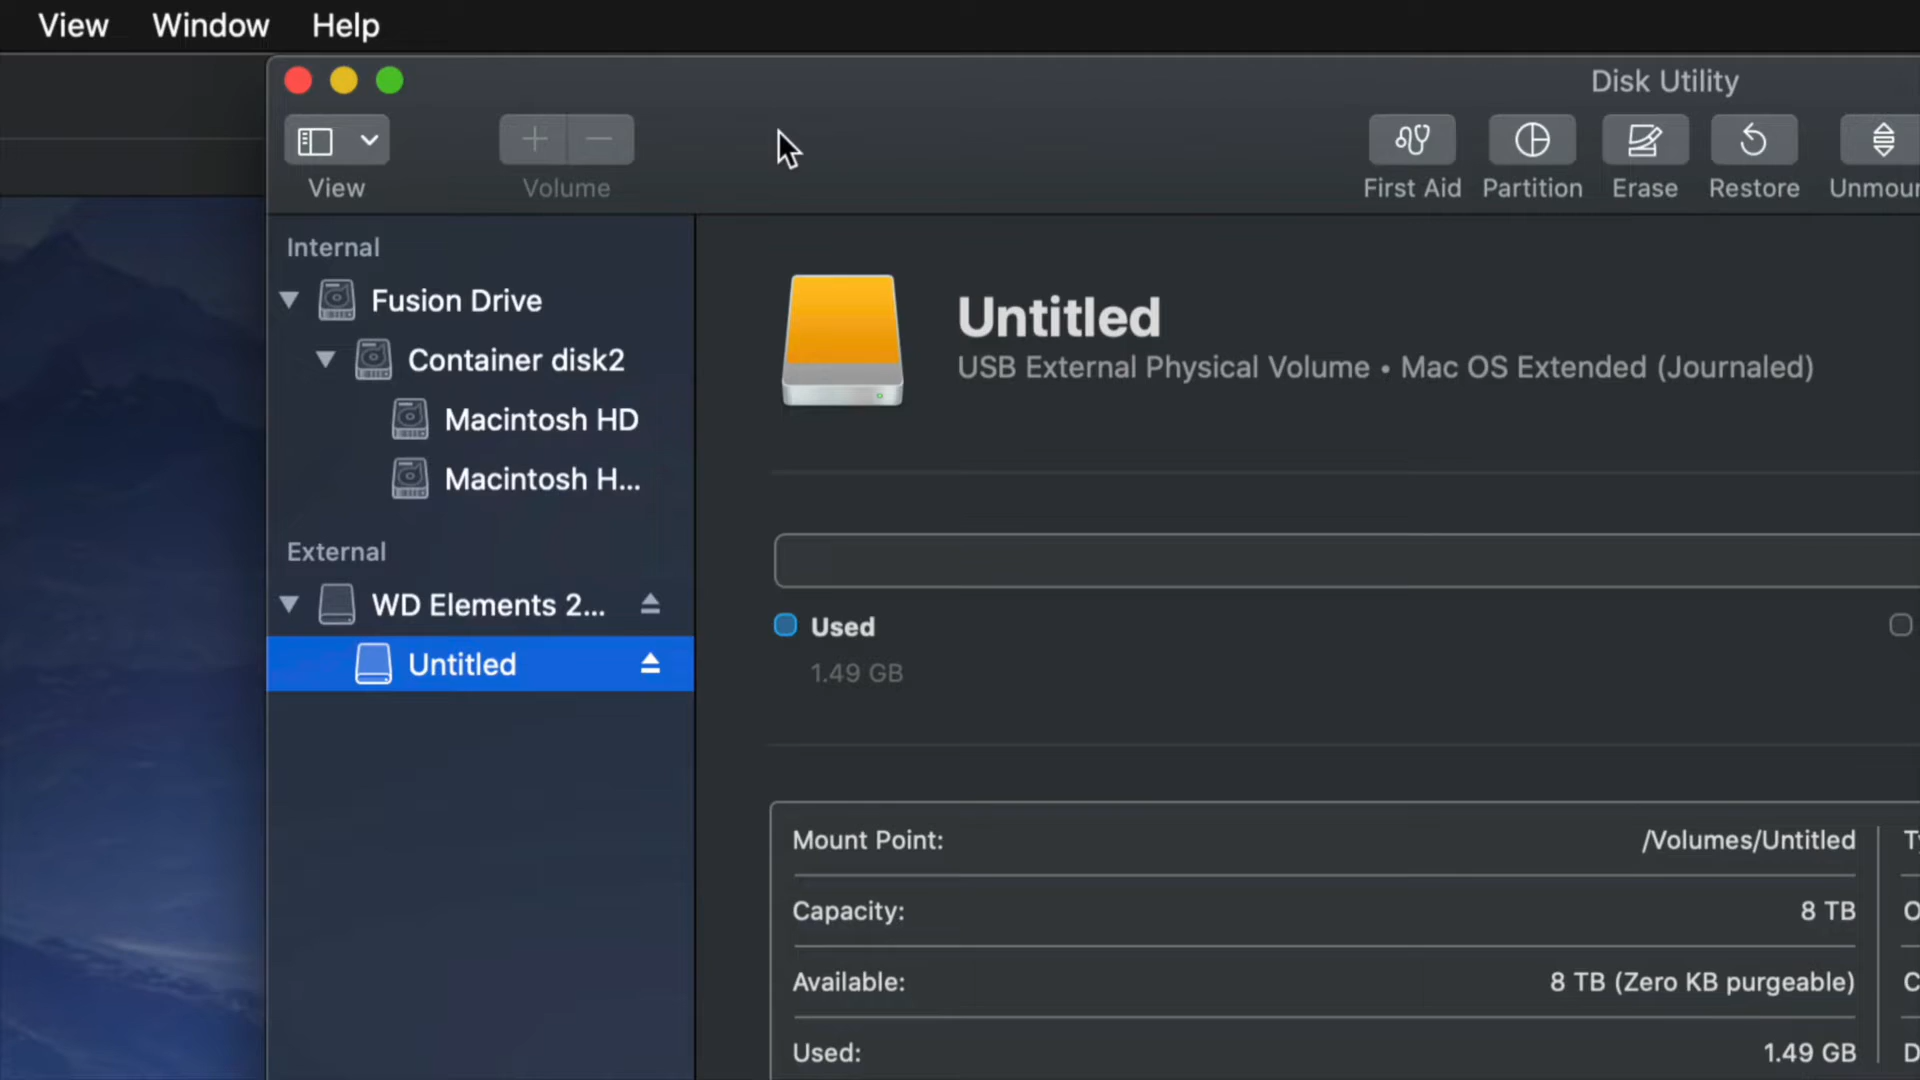 View Window Help
Disk Utility
View
Volume
First Aid
Partition
Erase
Restore
Unmour
Internal
Fusion Drive
Container disk2
Macintosh HD
Macintosh H...
External
WD Elements 2...
Untitled
Untitled
USB External Physical Volume • Mac OS Extended (Journaled)
Used
1.49 GB
Mount Point: /Volumes/Untitled
Capacity: 8 TB
Available: 8 TB (Zero KB purgeable)
Used: 1.49 GB